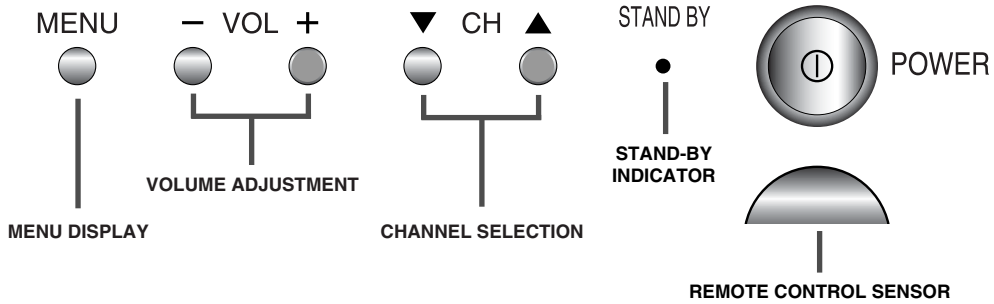 MENU
− VOL +
▼ CH ▲
STAND BY
POWER
STAND-BY
INDICATOR
VOLUME ADJUSTMENT
MENU DISPLAY
CHANNEL SELECTION
REMOTE CONTROL SENSOR